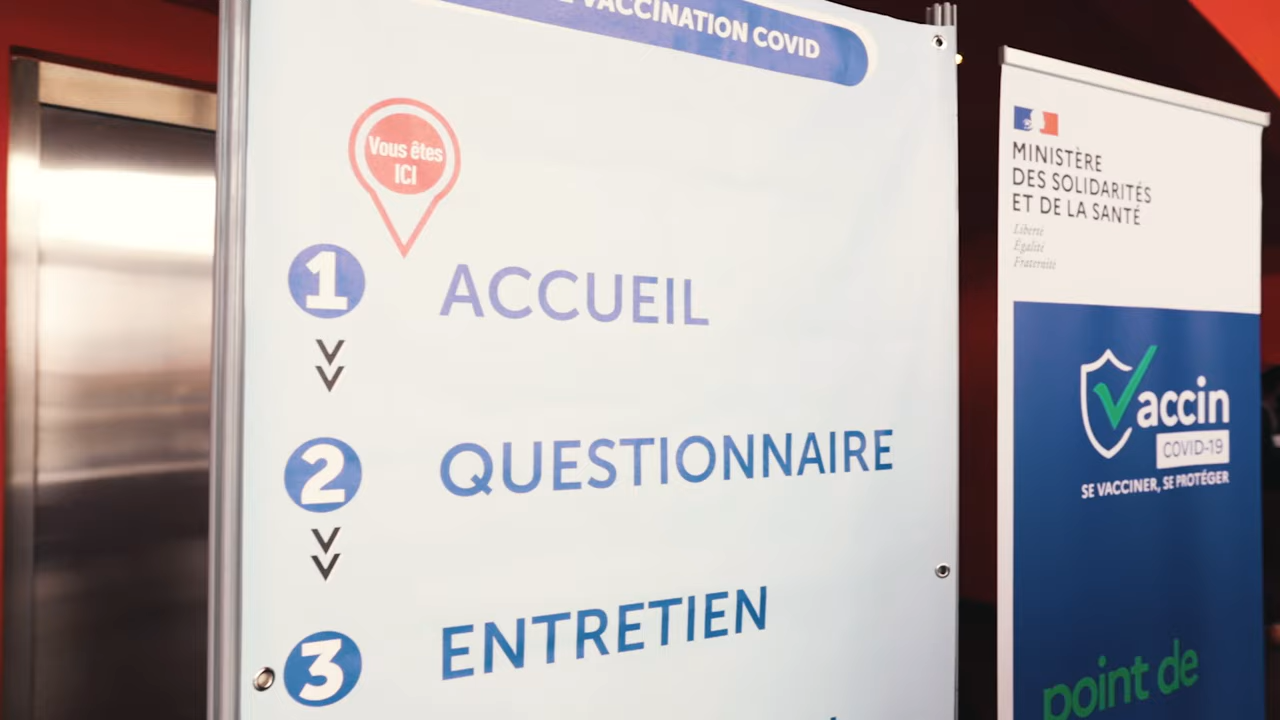 VACCINATION COVID
Vous êtes
ICI
1 ACCUEIL
2 QUESTIONNAIRE
3 ENTRETIEN
MINISTÈRE
DES SOLIDARITÉS
ET DE LA SANTÉ
Liberté
Égalité
Fraternité
Vaccin
COVID-19
SE VACCINER, SE PROTÉGER
point de